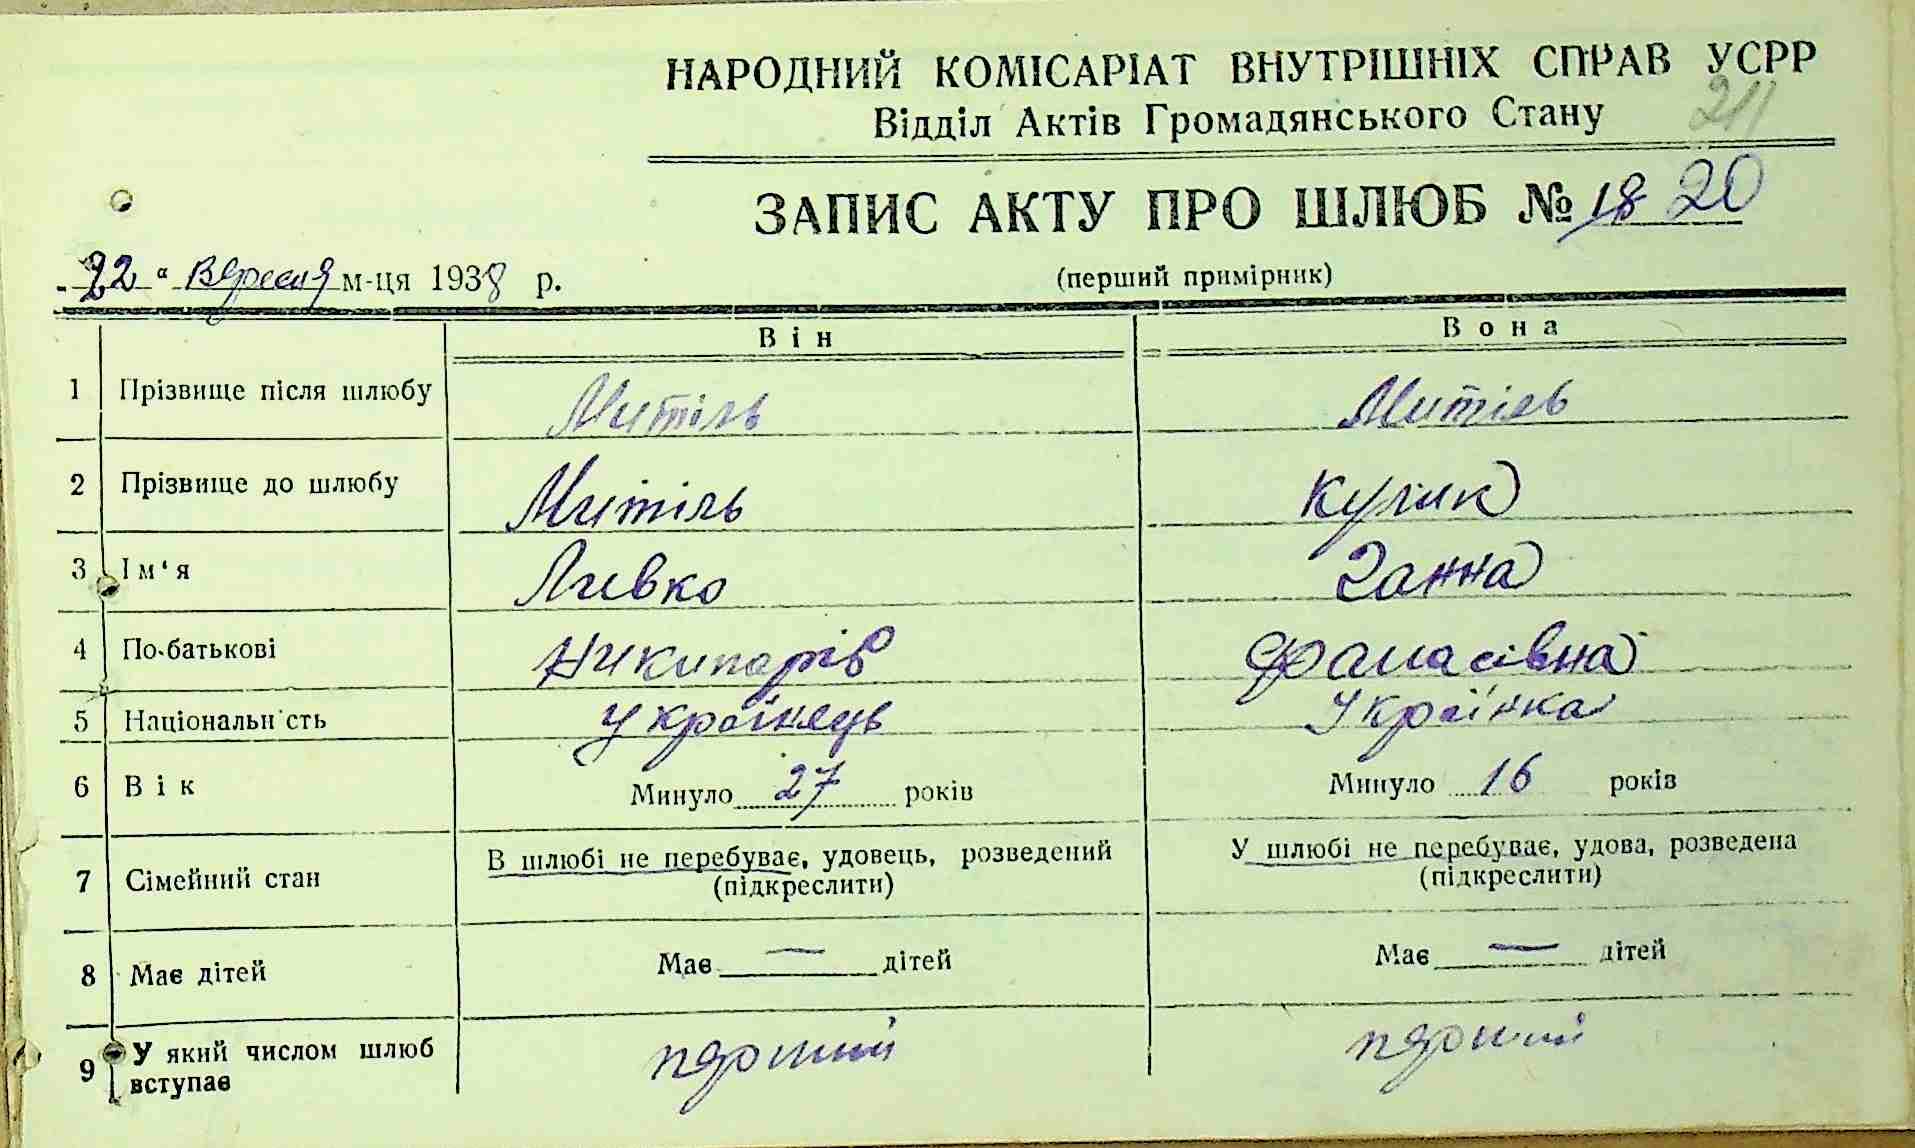 НАРОДНИЙ КОМІСАРІАТ ВНУТРІШНІХ СПРАВ УСРР
Відділ Актів Громадянського Стану 211
ЗАПИС АКТУ ПРО ШЛЮБ № 18 20
"22" Вересня м-ця 1938 р.
(перший примірник)
Він Вона
1 Прізвище після шлюбу Митіль Митіль
2 Прізвище до шлюбу Митіль Кулик
3 Ім'я Левко Ганна
4 По-батькові Никипорів Фанасівна
5 Національність Українець Українка
6 Вік Минуло 27 років Минуло 16 років
7 Сімейний стан В шлюбі не перебуває, удовець, розведений У шлюбі не перебуває, удова, розведена
(підкреслити) (підкреслити)
8 Має дітей Має — дітей Має — дітей
9 У який числом шлюб вступає перший перший